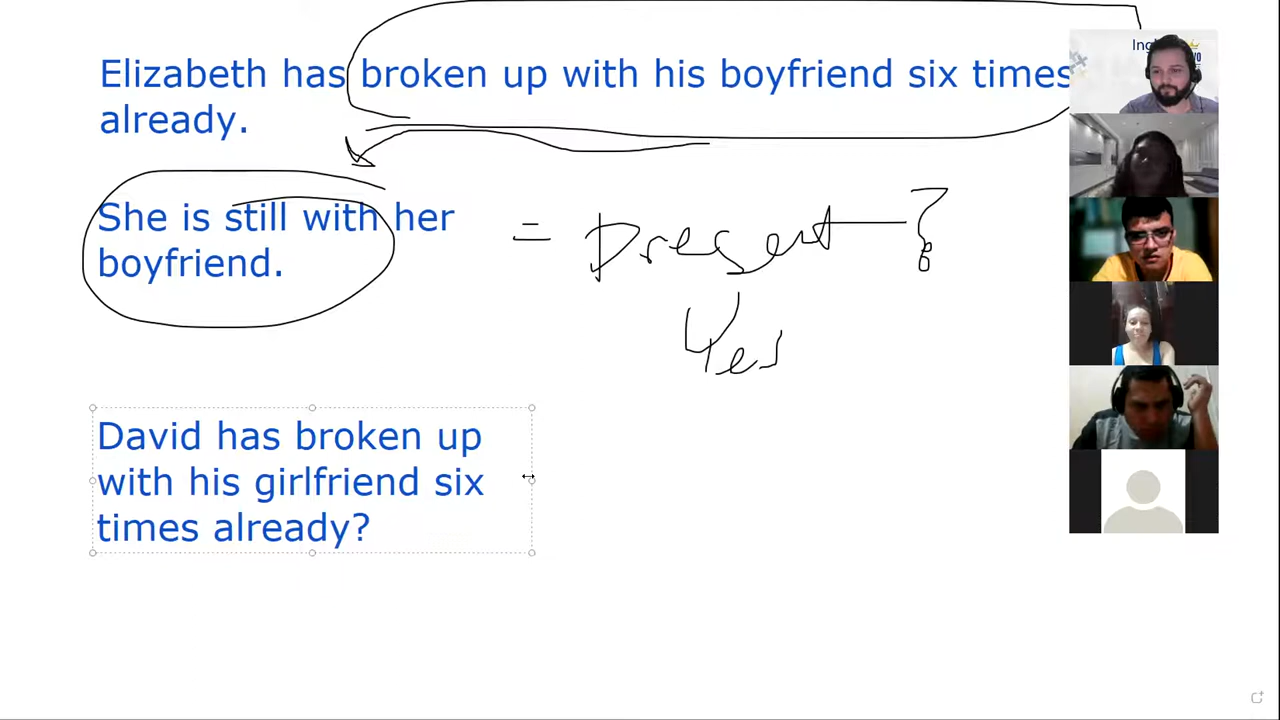 Elizabeth has broken up with his boyfriend six times
already.
She is still with her
boyfriend.
= Present - ?
Yes
David has broken up
with his girlfriend six
times already?